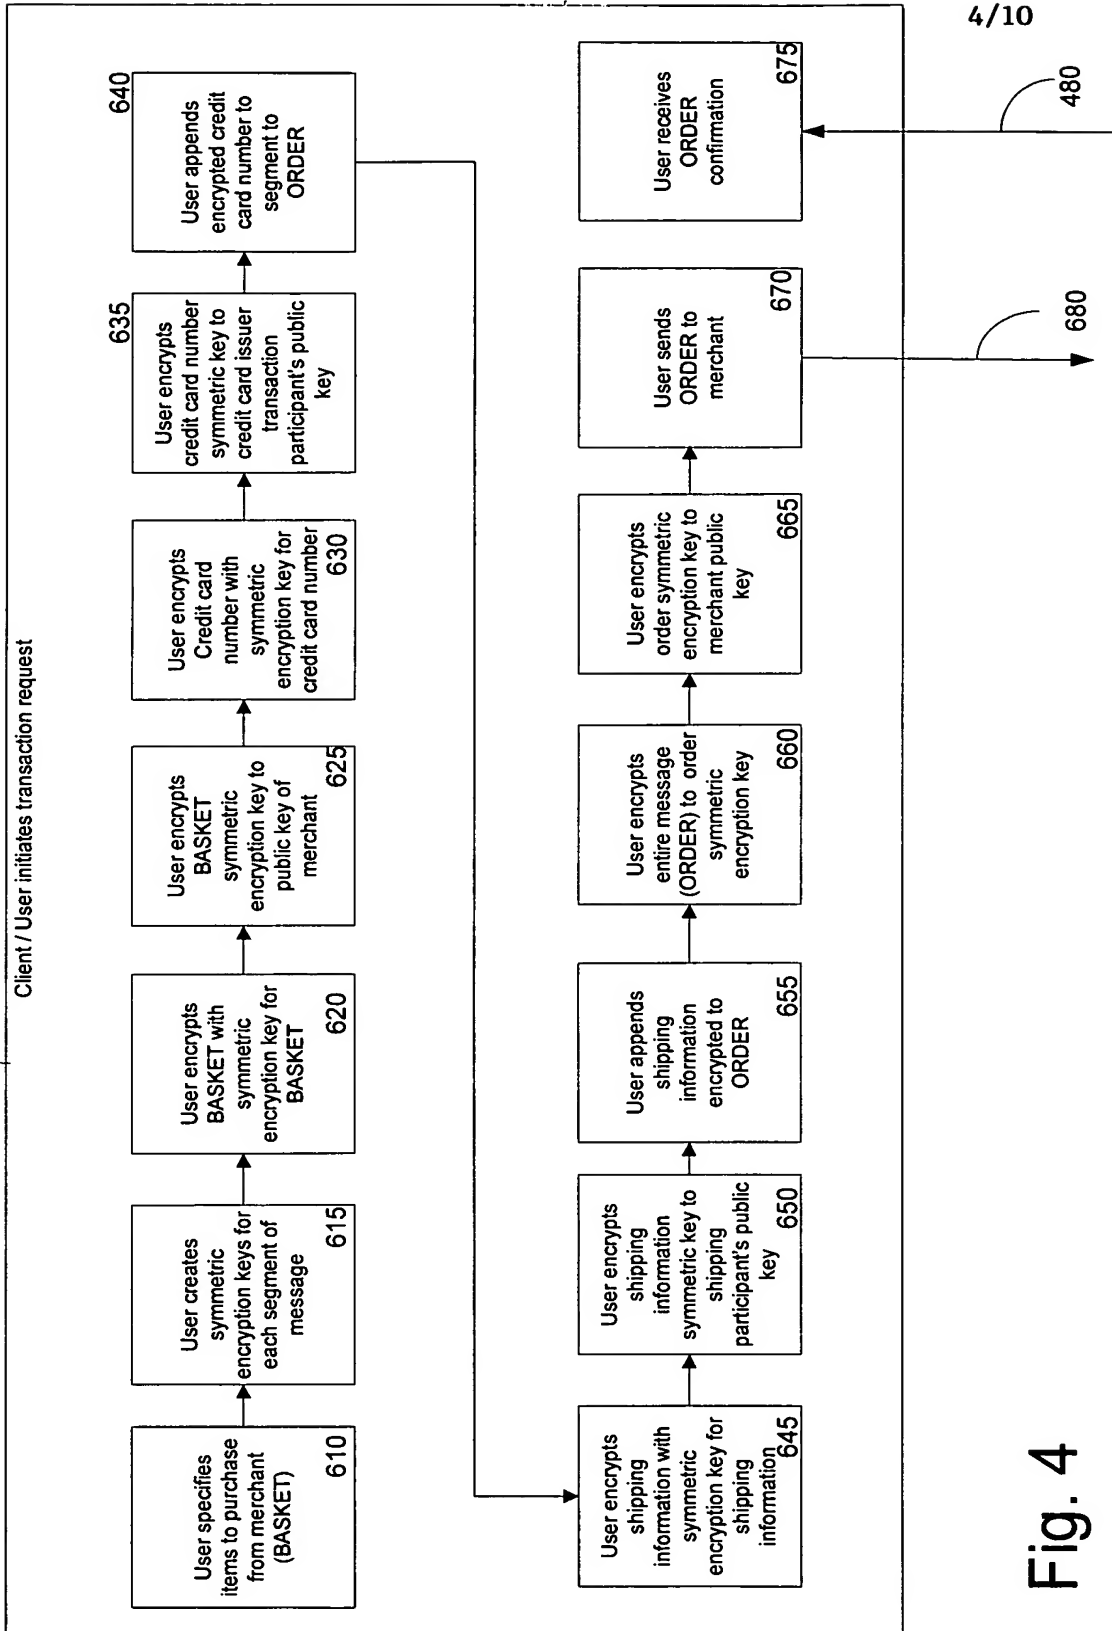 4/10
Client / User initiates transaction request
User specifies
items to purchase
from merchant
(BASKET)
610
User creates
symmetric
encryption keys for
each segment of
message
615
User encrypts
BASKET with
symmetric
encryption key for
BASKET
620
User encrypts
BASKET
symmetric
encryption key to
public key of
merchant
625
User encrypts
Credit card
number with
symmetric
encryption key for
credit card number
630
User encrypts
credit card number
symmetric key to
credit card issuer
transaction
participant's public
key
635
User appends
encrypted credit
card number to
segment to
ORDER
640
User encrypts
shipping
information with
symmetric
encryption key for
shipping
information
645
User encrypts
shipping
information
symmetric key to
shipping
participant's public
key
650
User appends
shipping
information
encrypted to
ORDER
655
User encrypts
entire message
(ORDER) to order
symmetric
encryption key
660
User encrypts
order symmetric
encryption key to
merchant public
key
665
User sends
ORDER to
merchant
670
User receives
ORDER
confirmation
675
680
480
Fig. 4